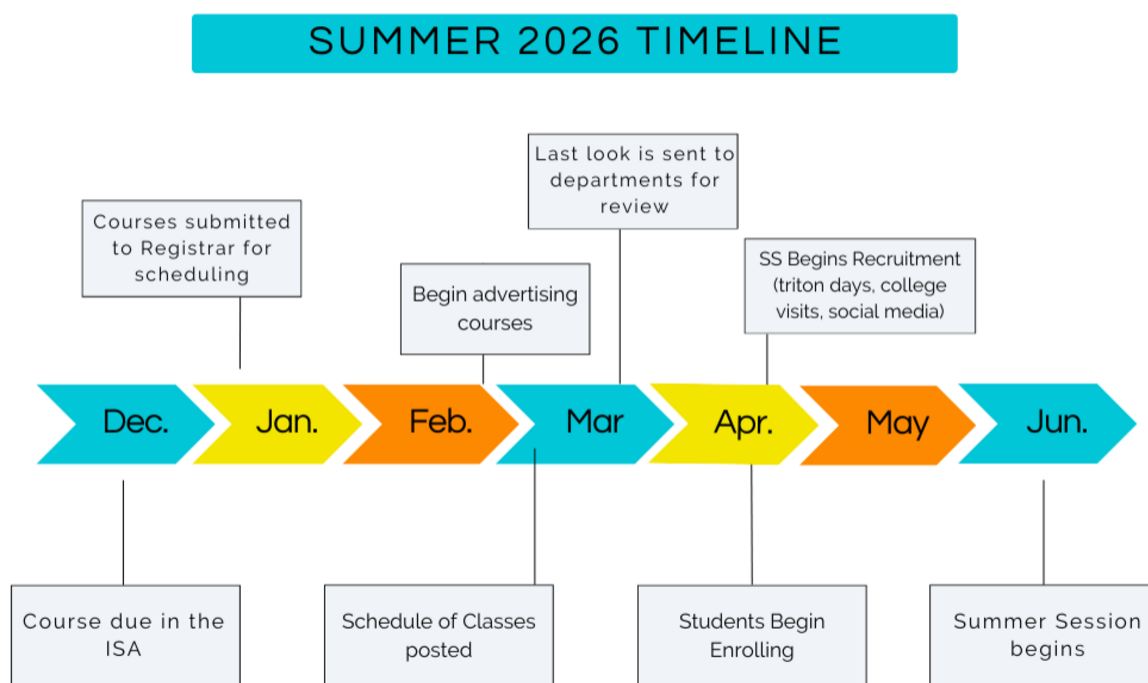 SUMMER 2026 TIMELINE
Last look is sent to
departments for
review
Courses submitted
to Registrar for
scheduling
SS Begins Recruitment
(triton days, college
visits, social media)
Begin advertising
courses
Dec.
Jan.
Feb.
Mar
Apr.
May
Jun.
Course due in the
ISA
Schedule of Classes
posted
Students Begin
Enrolling
Summer Session
begins